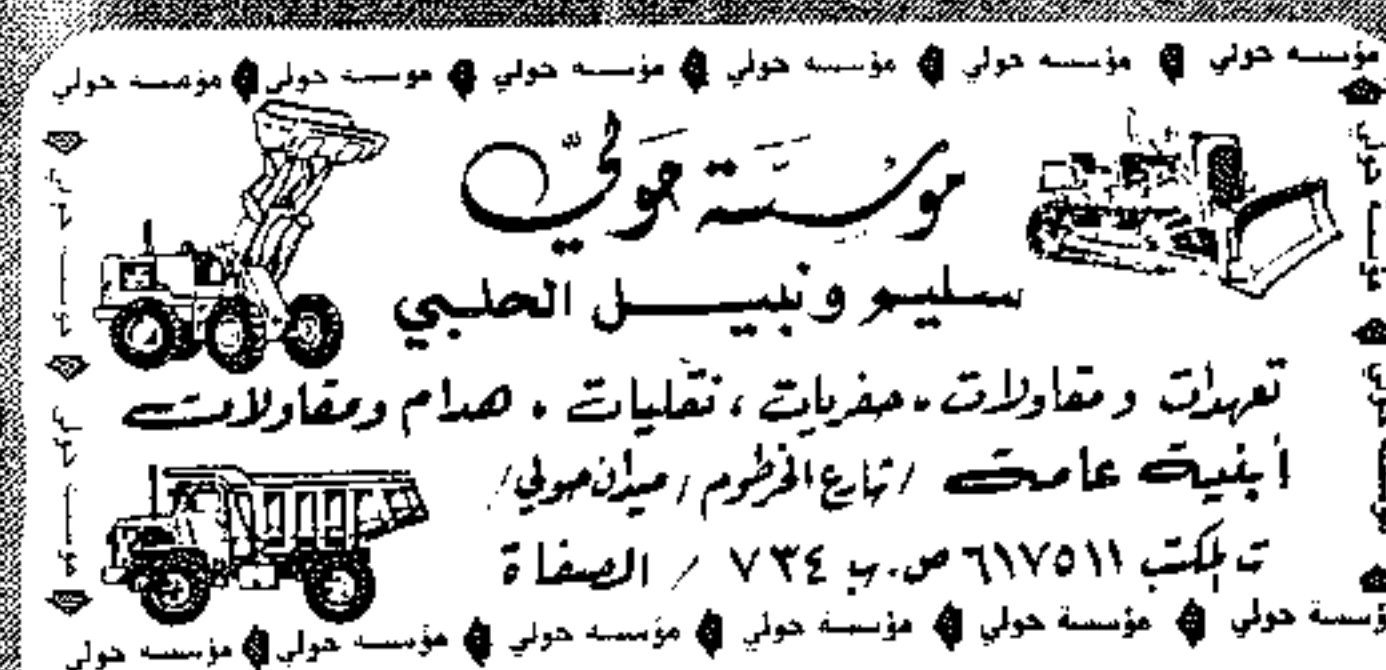 مؤسسه حولي مؤسسه حولي مؤسسه حولي مؤسسه حولي موسسة حولي مؤسسه حولي
مؤسسة حولي
سليم ونبيل الحلبي
تعهدات ومقاولات . حفريات ، نقليات . هدام ومقاولات
أبنية عامة / شارع الخرطوم / ميدان حولي /
ت المكتب ٦١٧٥١١ ص.ب ٧٣٤ / الصفاة
مؤسسة حولي مؤسسة حولي مؤسسة حولي مؤسسه حولي مؤسسه حولي مؤسسه حولي